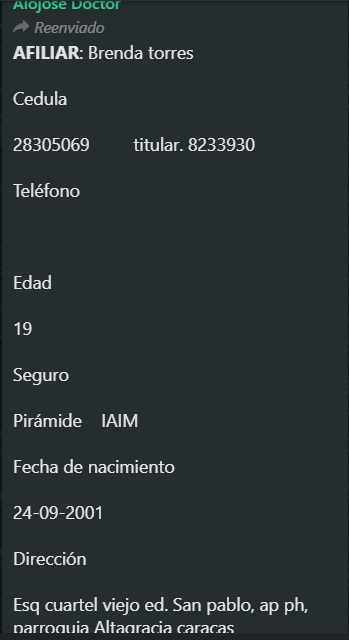 Alojose Doctor
Reenviado
AFILIAR: Brenda torres
Cedula
28305069 titular. 8233930
Teléfono
Edad
19
Seguro
Pirámide IAIM
Fecha de nacimiento
24-09-2001
Dirección
Esq cuartel viejo ed. San pablo, ap ph,
parroquia Altagracia caracas